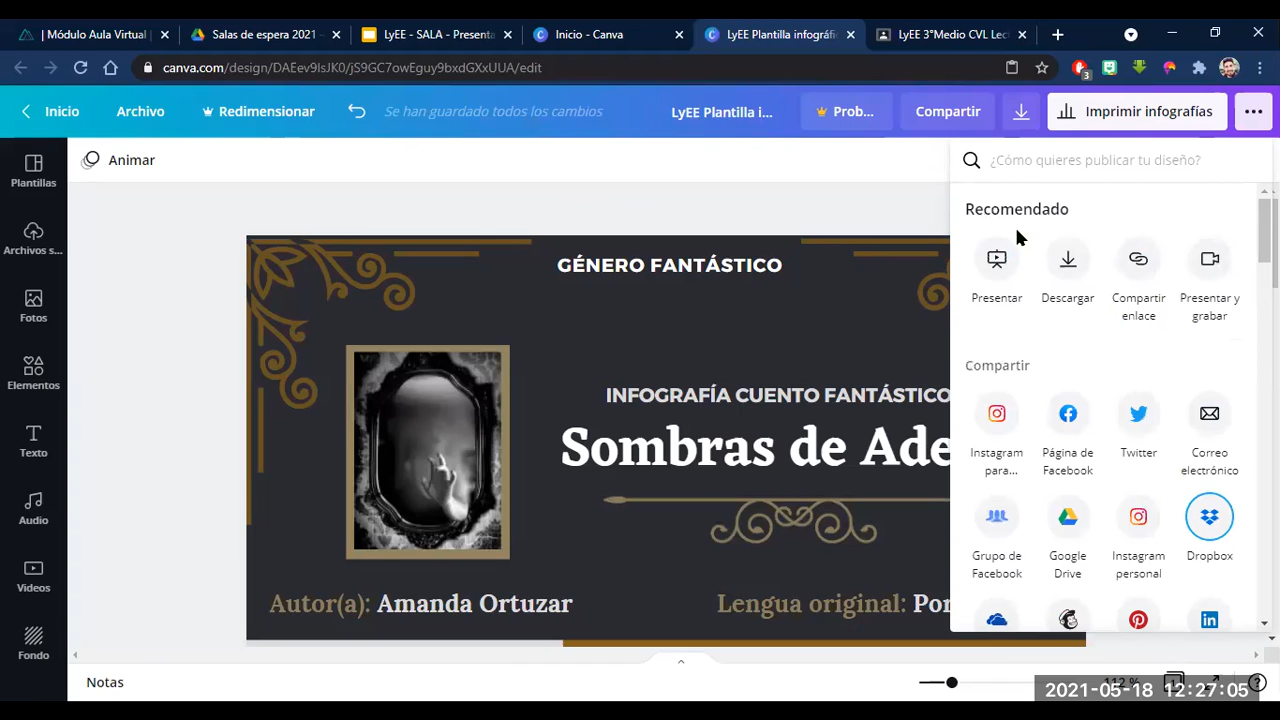 | Módulo Aula Virtual |
Salas de espera 2021 -
LyEE - SALA - Presenta
Inicio - Canva
LyEE Plantilla infográfi
LyEE 3°Medio CVL Lec
canva.com/design/DAEev9IsJK0/jS9GC7owEguy9bxdGXxUUA/edit
3
Inicio
Archivo
Redimensionar
Se han guardado todos los cambios
LyEE Plantilla i...
Prob...
Compartir
Imprimir infografías
Plantillas
Archivos s...
Fotos
Elementos
Texto
Audio
Videos
Fondo
Animar
GÉNERO FANTÁSTICO
INFOGRAFÍA CUENTO FANTÁSTICO
Sombras de Ade
Autor(a): Amanda Ortuzar
Lengua original: Por
¿Cómo quieres publicar tu diseño?
Recomendado
Presentar
Descargar
Compartir
enlace
Presentar y
grabar
Compartir
Instagram
para...
Página de
Facebook
Twitter
Correo
electrónico
Grupo de
Facebook
Google
Drive
Instagram
personal
Dropbox
Notas
112 %
1
2021-05-18 12:27:05